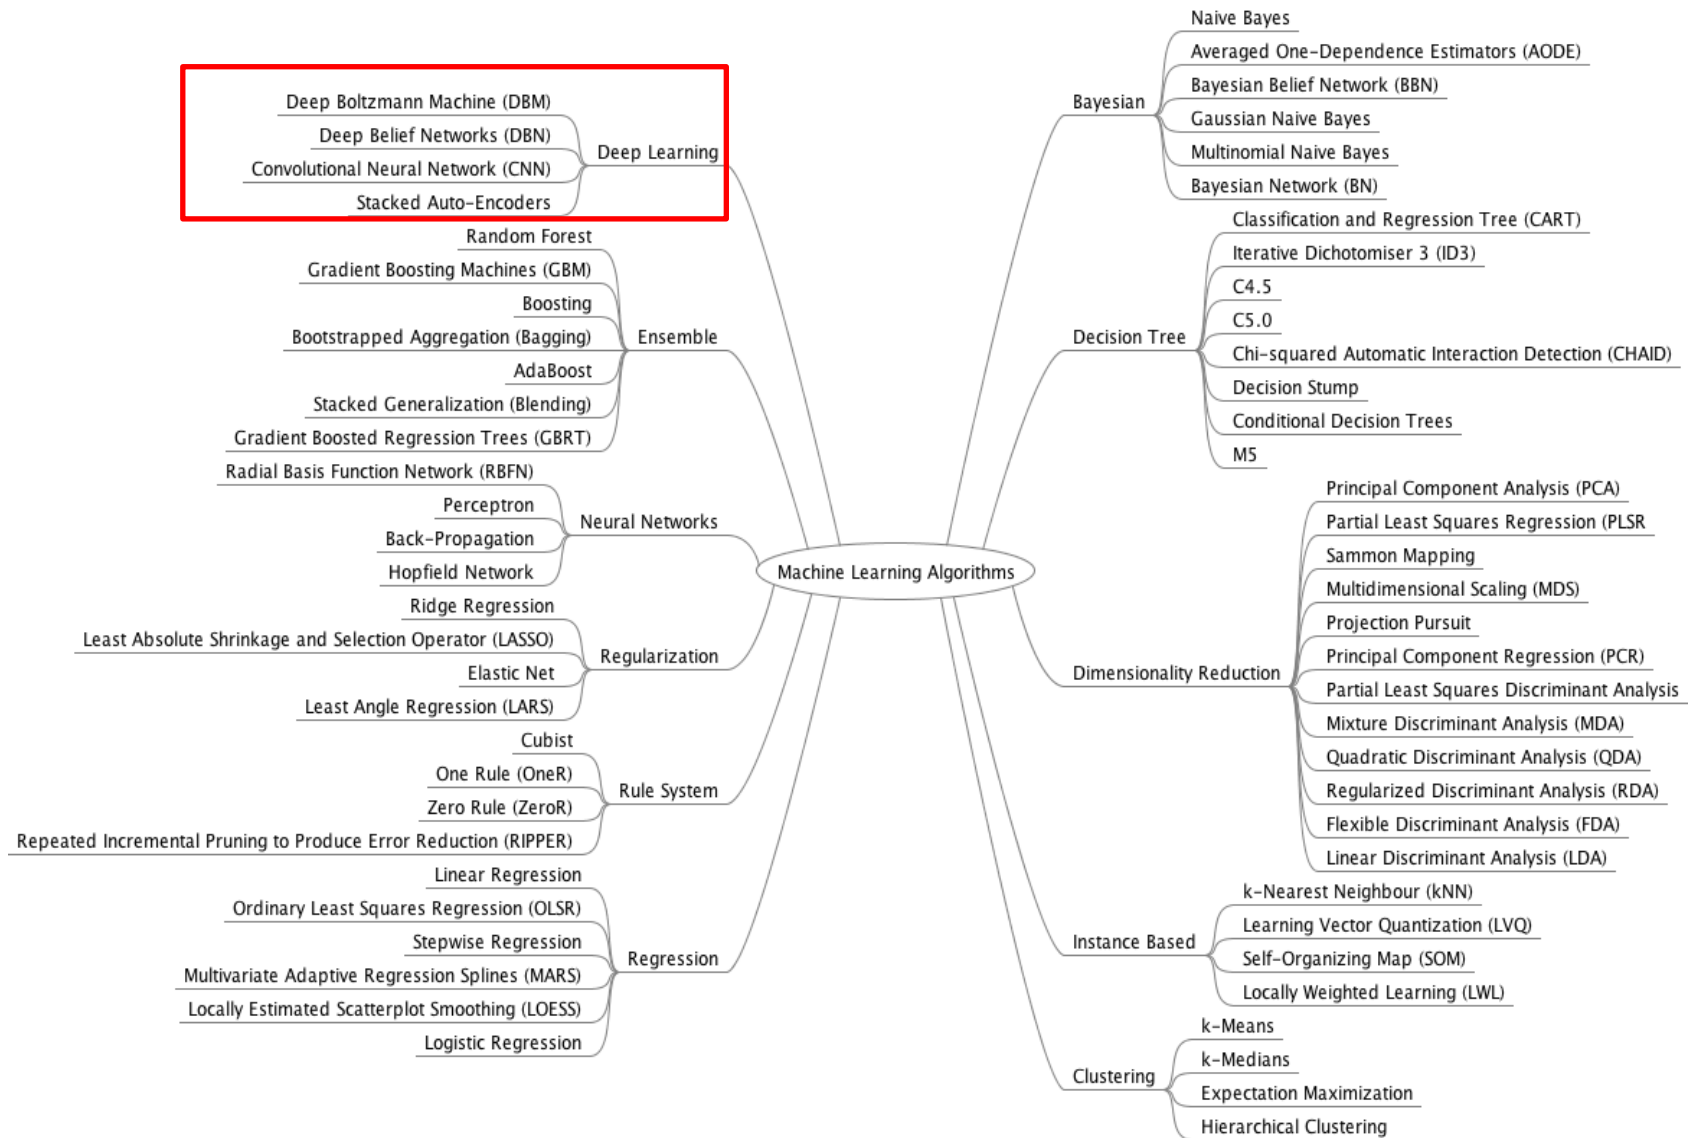 Deep Boltzmann Machine (DBM)
Deep Belief Networks (DBN)
Convolutional Neural Network (CNN)
Stacked Auto-Encoders
Deep Learning
Random Forest
Gradient Boosting Machines (GBM)
Boosting
Bootstrapped Aggregation (Bagging)
AdaBoost
Stacked Generalization (Blending)
Gradient Boosted Regression Trees (GBRT)
Ensemble
Radial Basis Function Network (RBFN)
Perceptron
Back-Propagation
Hopfield Network
Neural Networks
Ridge Regression
Least Absolute Shrinkage and Selection Operator (LASSO)
Elastic Net
Least Angle Regression (LARS)
Regularization
Cubist
One Rule (OneR)
Zero Rule (ZeroR)
Repeated Incremental Pruning to Produce Error Reduction (RIPPER)
Rule System
Linear Regression
Ordinary Least Squares Regression (OLSR)
Stepwise Regression
Multivariate Adaptive Regression Splines (MARS)
Locally Estimated Scatterplot Smoothing (LOESS)
Logistic Regression
Regression
Machine Learning Algorithms
Bayesian
Naive Bayes
Averaged One-Dependence Estimators (AODE)
Bayesian Belief Network (BBN)
Gaussian Naive Bayes
Multinomial Naive Bayes
Bayesian Network (BN)
Decision Tree
Classification and Regression Tree (CART)
Iterative Dichotomiser 3 (ID3)
C4.5
C5.0
Chi-squared Automatic Interaction Detection (CHAID)
Decision Stump
Conditional Decision Trees
M5
Dimensionality Reduction
Principal Component Analysis (PCA)
Partial Least Squares Regression (PLSR
Sammon Mapping
Multidimensional Scaling (MDS)
Projection Pursuit
Principal Component Regression (PCR)
Partial Least Squares Discriminant Analysis
Mixture Discriminant Analysis (MDA)
Quadratic Discriminant Analysis (QDA)
Regularized Discriminant Analysis (RDA)
Flexible Discriminant Analysis (FDA)
Linear Discriminant Analysis (LDA)
Instance Based
k-Nearest Neighbour (kNN)
Learning Vector Quantization (LVQ)
Self-Organizing Map (SOM)
Locally Weighted Learning (LWL)
Clustering
k-Means
k-Medians
Expectation Maximization
Hierarchical Clustering